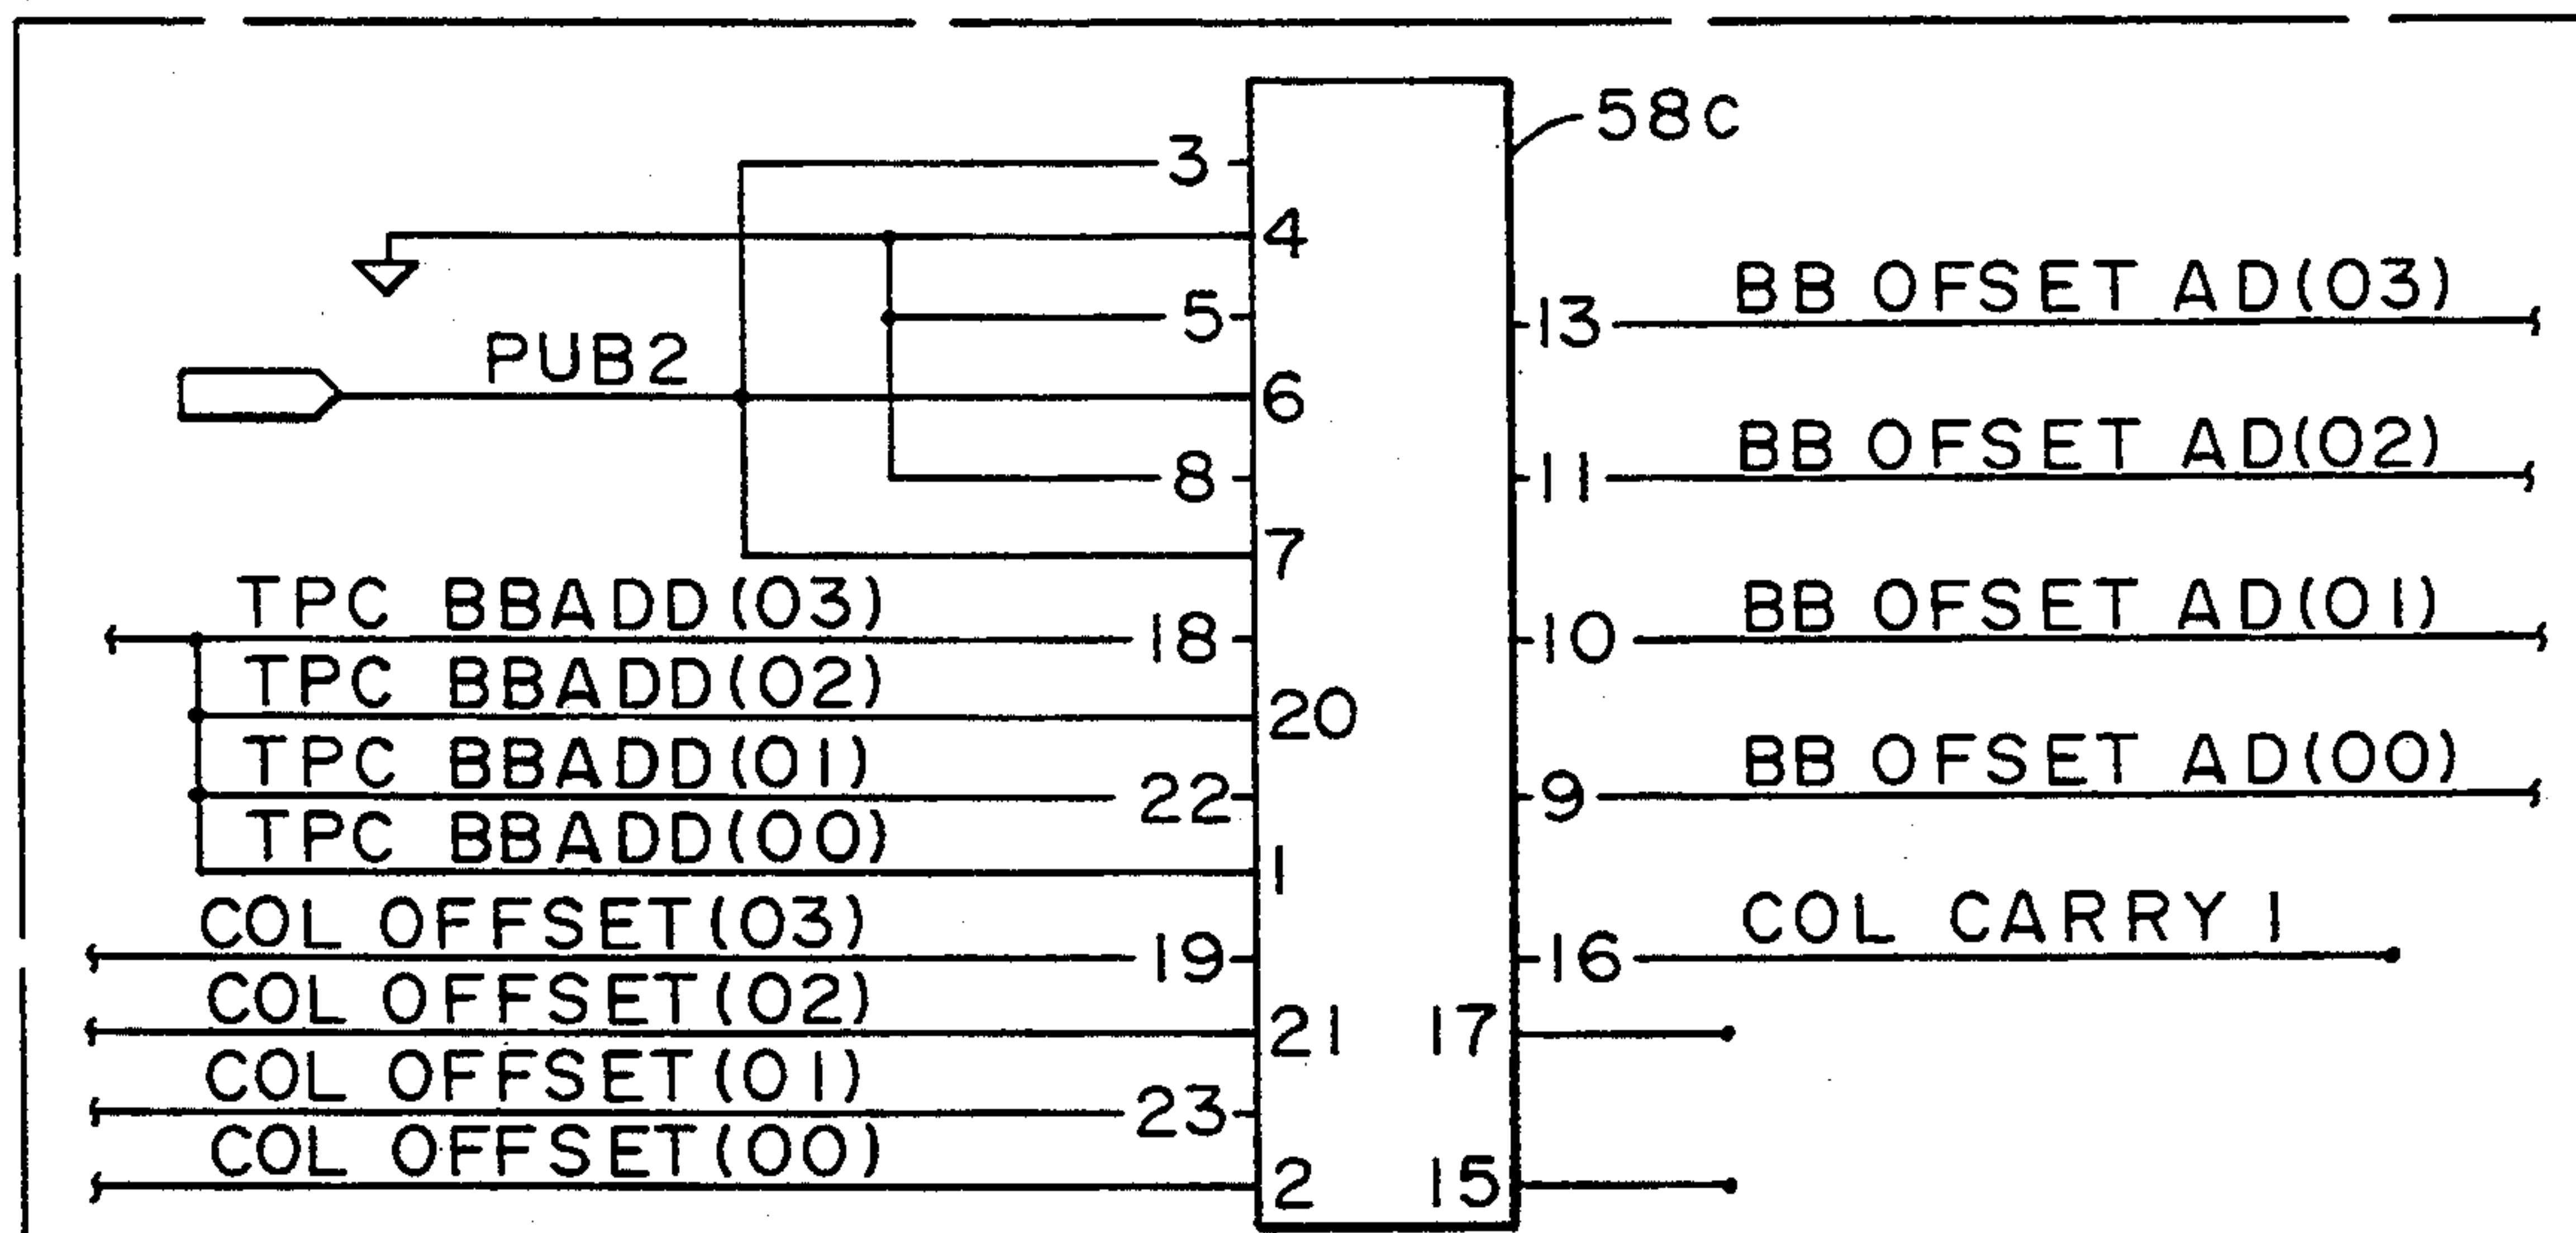 58C
3
4
5
BB OFSET AD(03)
13
PUB2
6
BB OFSET AD(02)
8
11
7
TPC BBADD(03)
18
BB OFSET AD(01)
10
TPC BBADD(02)
20
TPC BBADD(01)
22
BB OFSET AD(00)
9
TPC BBADD(00)
1
COL OFFSET(03)
19
COL CARRY 1
16
COL OFFSET(02)
21
17
COL OFFSET(01)
23
COL OFFSET(00)
2
15